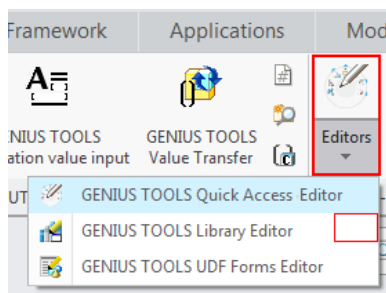 Framework Applications Mod
NIUS TOOLS GENIUS TOOLS Editors
ation value input Value Transfer
UT
GENIUS TOOLS Quick Access Editor
GENIUS TOOLS Library Editor
GENIUS TOOLS UDF Forms Editor